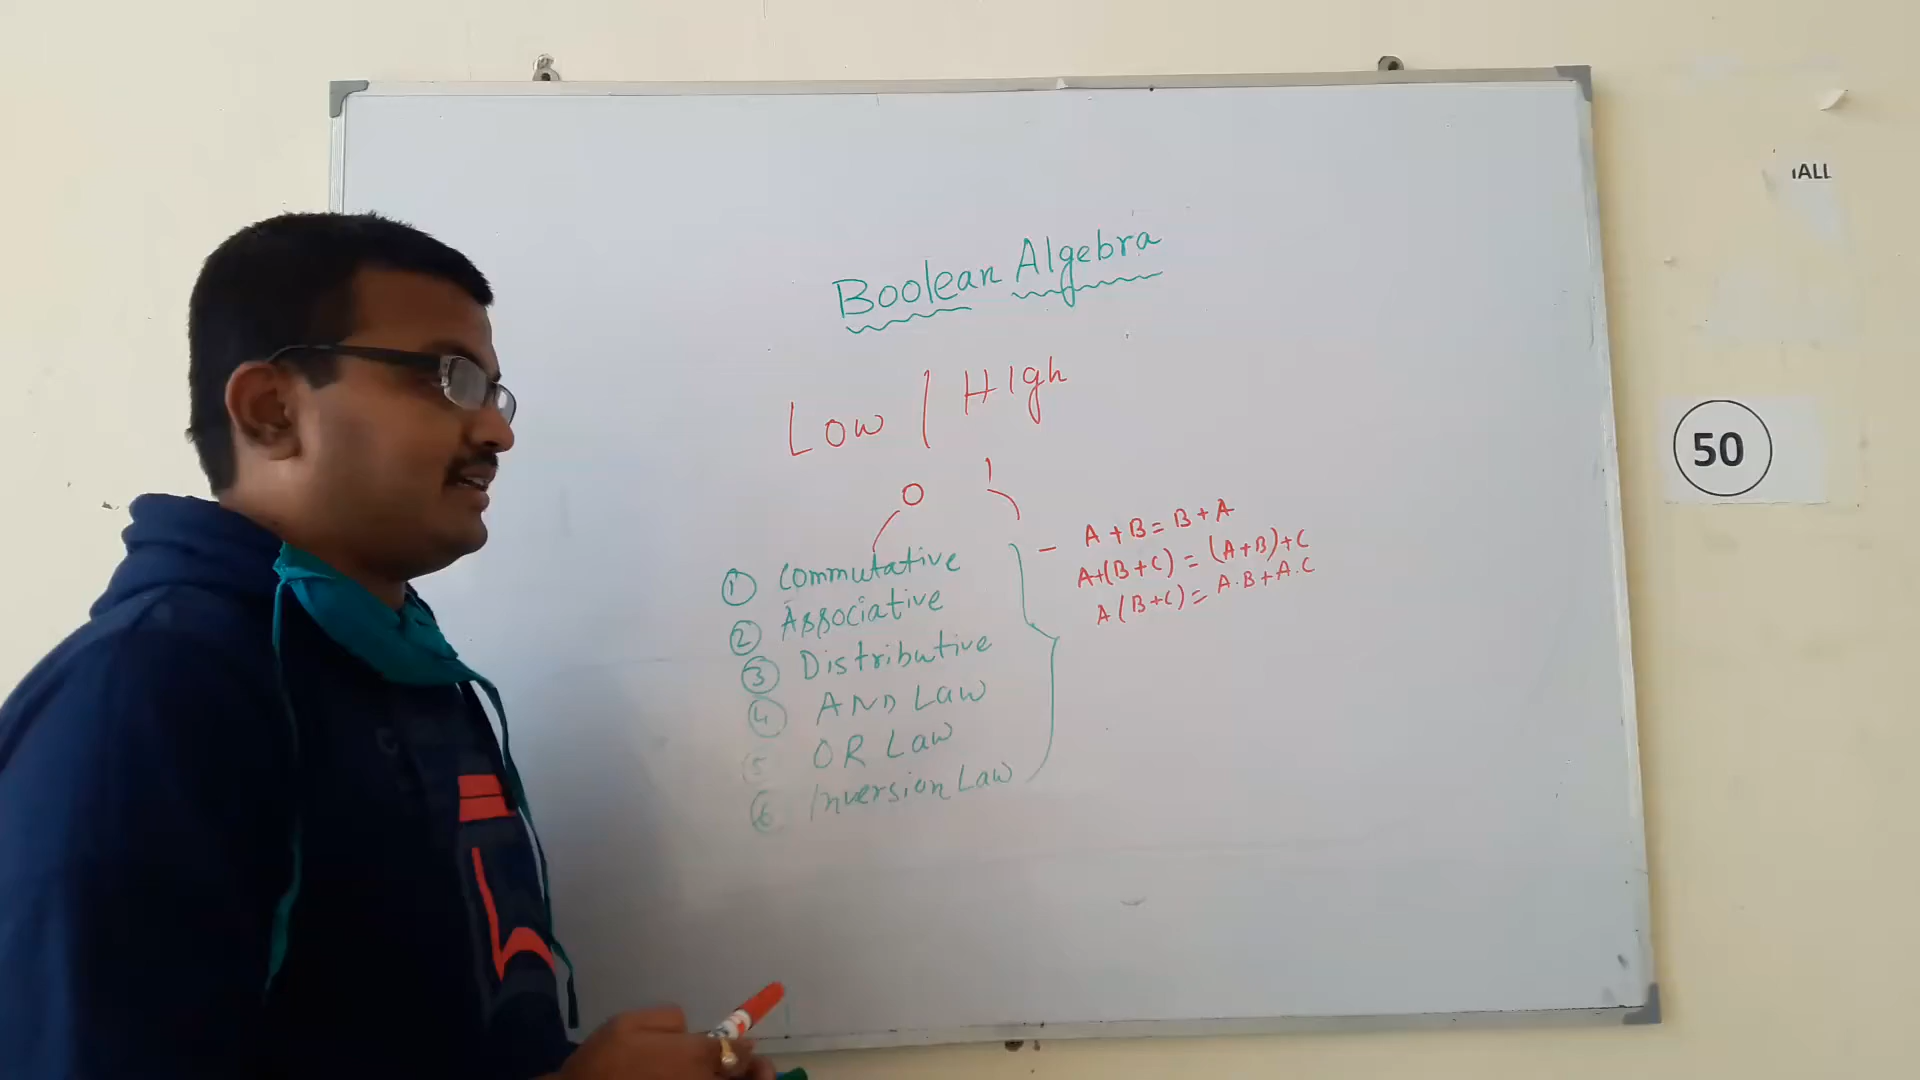 Boolean Algebra
Low / High
0 1
① Commutative
② Associative
③ Distributive
④ AND Law
⑤ OR Law
⑥ Inversion Law
- A + B = B + A
A+(B+C) = (A+B)+C
A(B+C) = A.B + A.C
50